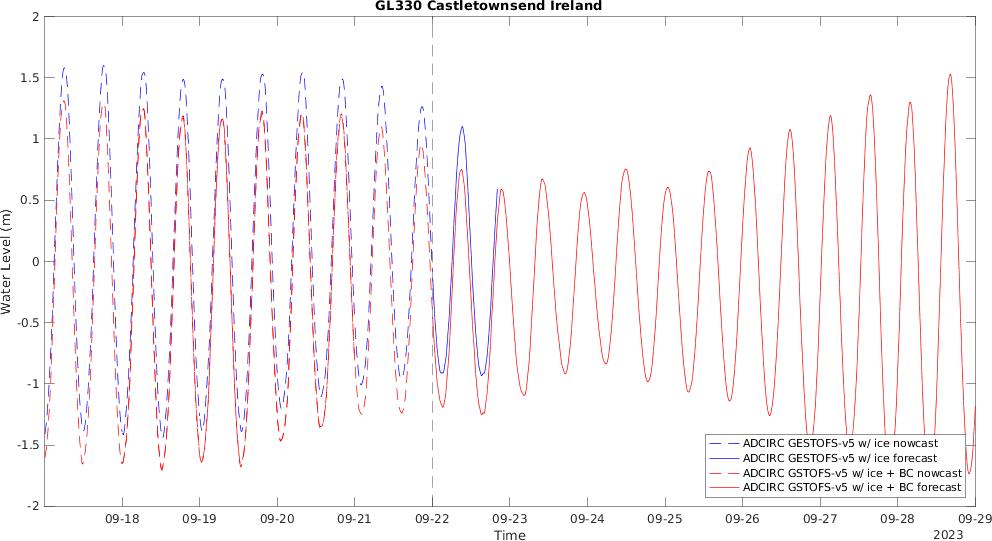 GL330 Castletownsend Ireland
2
1.5
1
0.5
0
-0.5
-1
-1.5
-2
Water Level (m)
ADCIRC GESTOFS-v5 w/ ice nowcast
ADCIRC GESTOFS-v5 w/ ice forecast
ADCIRC GSTOFS-v5 w/ ice + BC nowcast
ADCIRC GSTOFS-v5 w/ ice + BC forecast
09-18 09-19 09-20 09-21 09-22 09-23 09-24 09-25 09-26 09-27 09-28 09-29
Time
2023